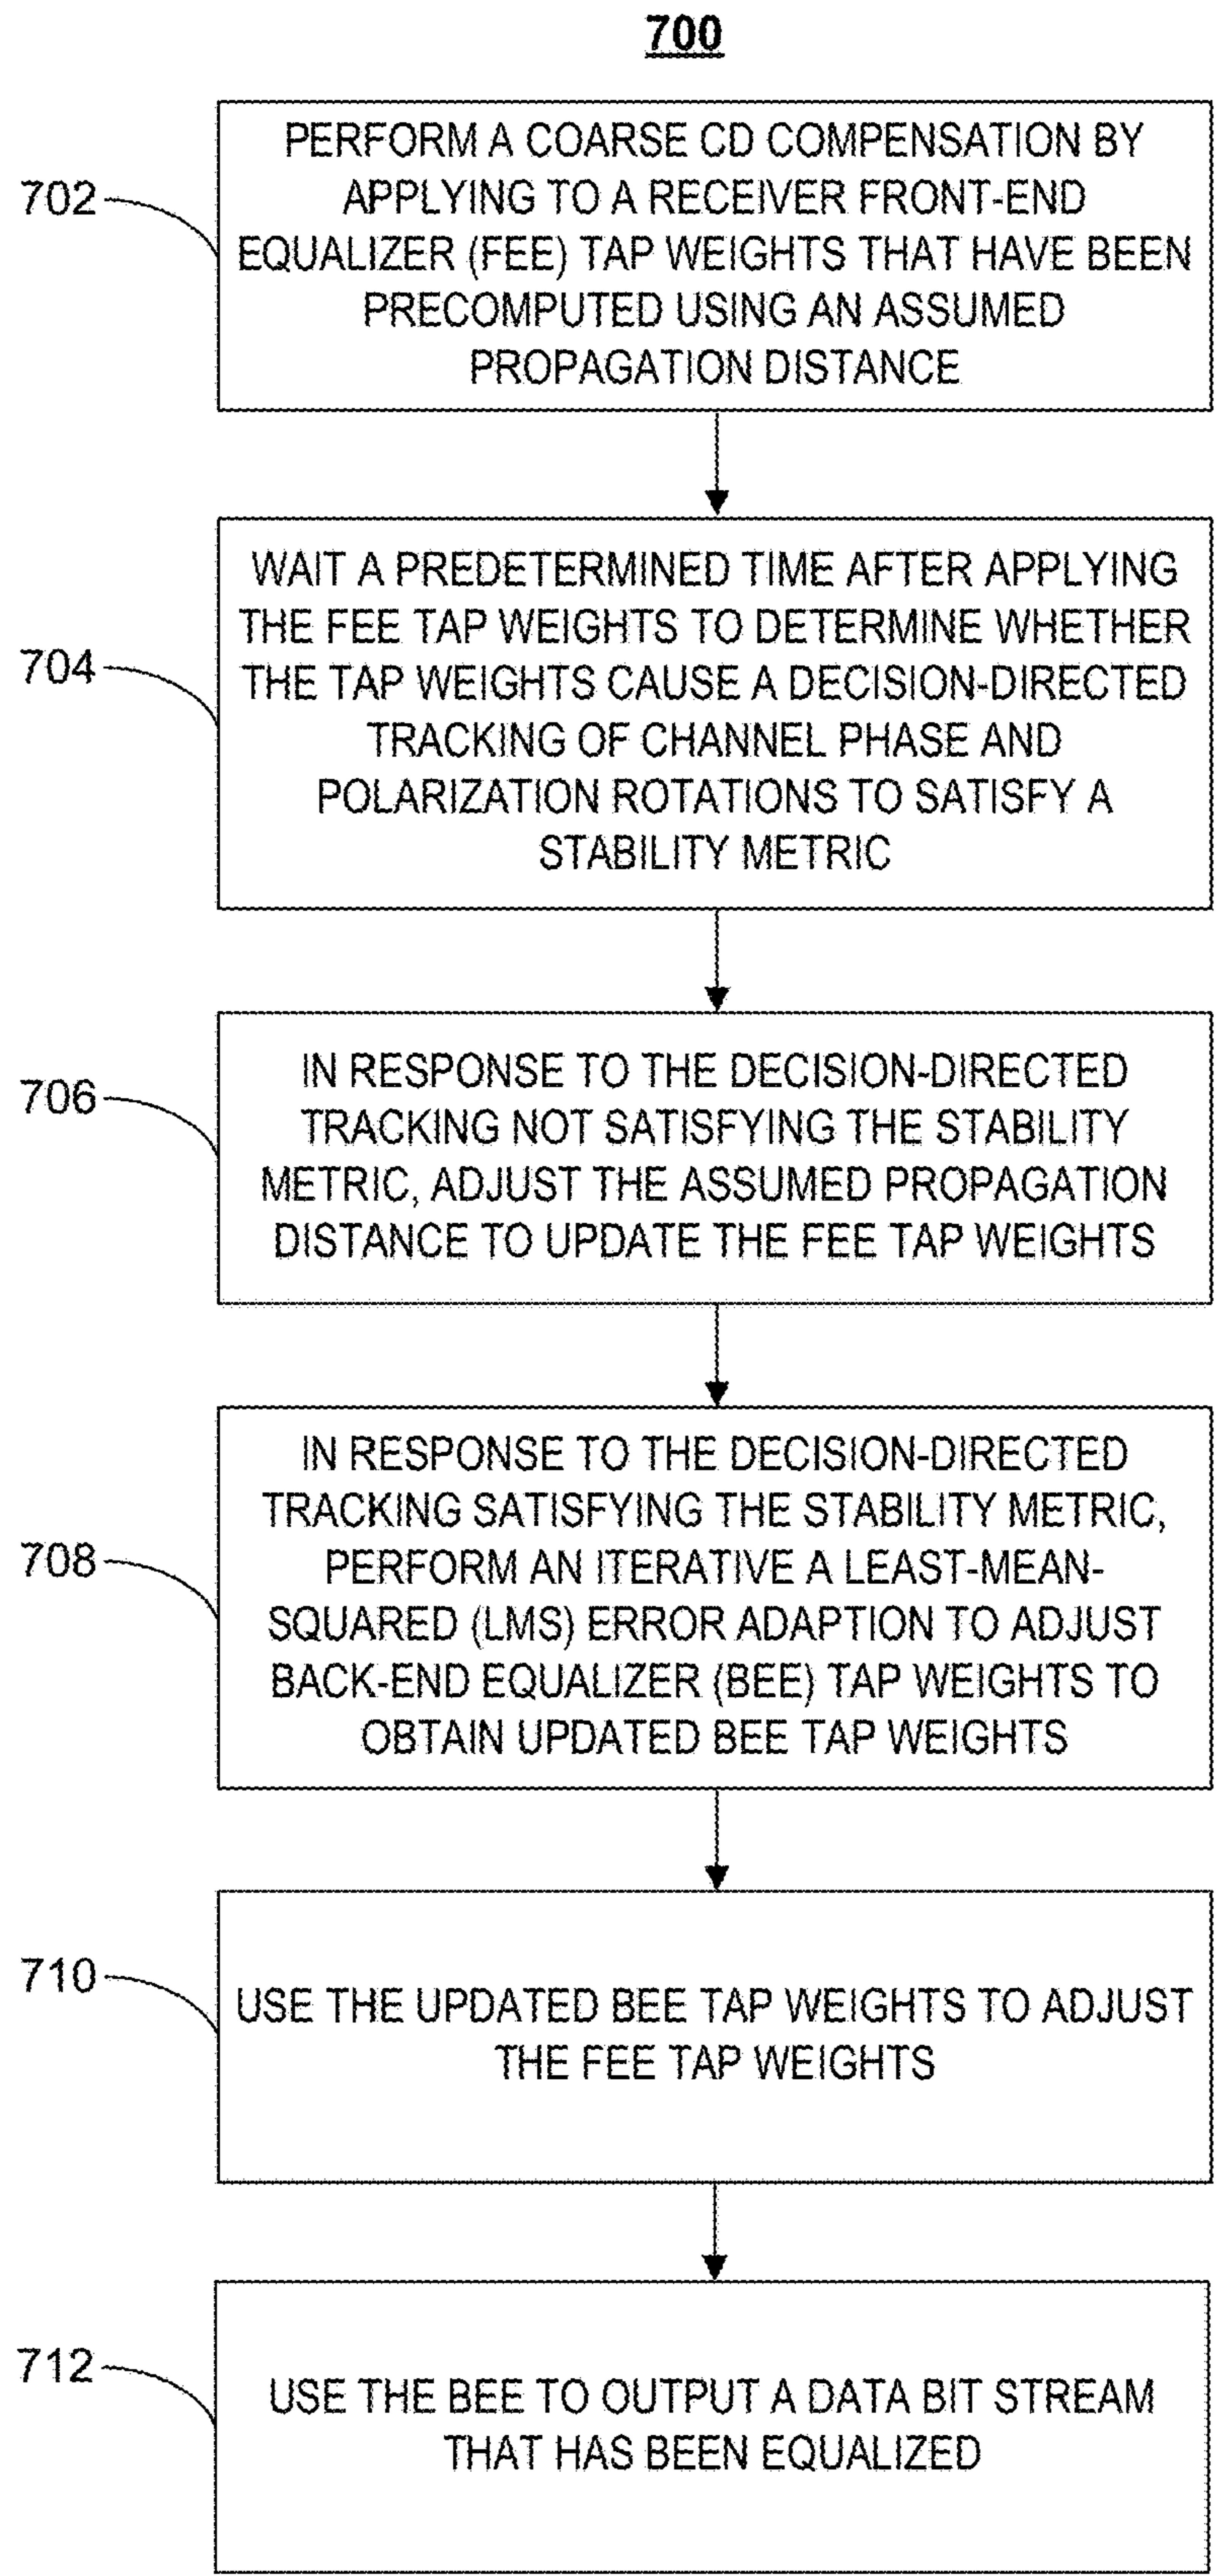 700
702
PERFORM A COARSE CD COMPENSATION BY
APPLYING TO A RECEIVER FRONT-END
EQUALIZER (FEE) TAP WEIGHTS THAT HAVE BEEN
PRECOMPUTED USING AN ASSUMED
PROPAGATION DISTANCE
704
WAIT A PREDETERMINED TIME AFTER APPLYING
THE FEE TAP WEIGHTS TO DETERMINE WHETHER
THE TAP WEIGHTS CAUSE A DECISION-DIRECTED
TRACKING OF CHANNEL PHASE AND
POLARIZATION ROTATIONS TO SATISFY A
STABILITY METRIC
706
IN RESPONSE TO THE DECISION-DIRECTED
TRACKING NOT SATISFYING THE STABILITY
METRIC, ADJUST THE ASSUMED PROPAGATION
DISTANCE TO UPDATE THE FEE TAP WEIGHTS
708
IN RESPONSE TO THE DECISION-DIRECTED
TRACKING SATISFYING THE STABILITY METRIC,
PERFORM AN ITERATIVE A LEAST-MEAN-
SQUARED (LMS) ERROR ADAPTION TO ADJUST
BACK-END EQUALIZER (BEE) TAP WEIGHTS TO
OBTAIN UPDATED BEE TAP WEIGHTS
710
USE THE UPDATED BEE TAP WEIGHTS TO ADJUST
THE FEE TAP WEIGHTS
712
USE THE BEE TO OUTPUT A DATA BIT STREAM
THAT HAS BEEN EQUALIZED